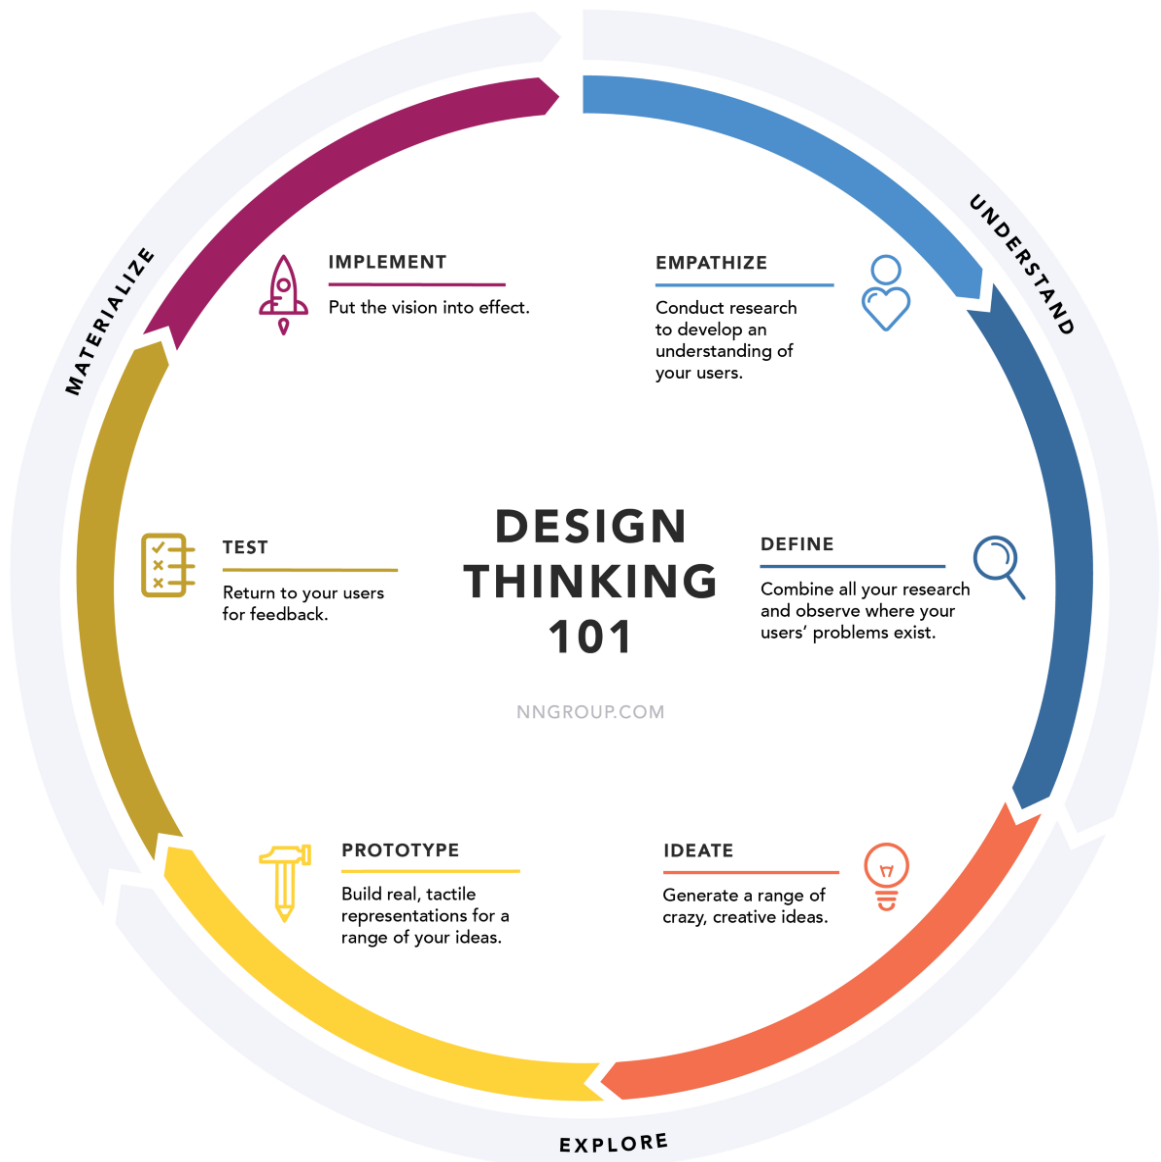 DESIGN
THINKING
101
NNGROUP.COM
UNDERSTAND
EMPATHIZE
Conduct research
to develop an
understanding of
your users.
DEFINE
Combine all your research
and observe where your
users’ problems exist.
EXPLORE
IDEATE
Generate a range of
crazy, creative ideas.
PROTOTYPE
Build real, tactile
representations for a
range of your ideas.
MATERIALIZE
TEST
Return to your users
for feedback.
IMPLEMENT
Put the vision into effect.